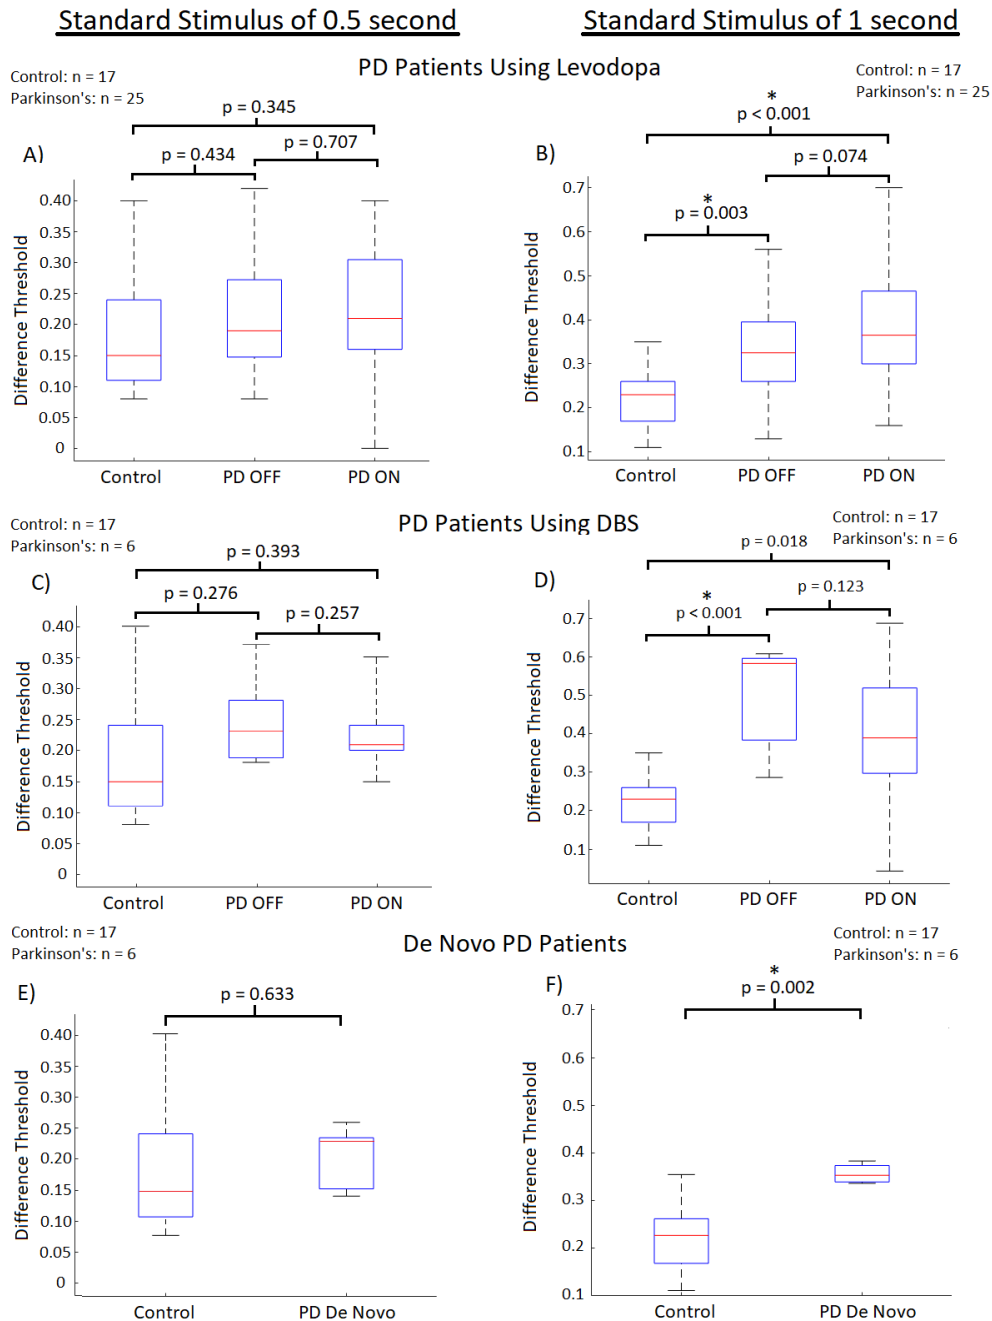 Standard Stimulus of 0.5 second
Standard Stimulus of 1 second
PD Patients Using Levodopa
Control: n = 17
Parkinson's: n = 25
Control: n = 17
Parkinson's: n = 25
A)
p = 0.345
p = 0.434
p = 0.707
Difference Threshold
0.40
0.35
0.30
0.25
0.20
0.15
0.10
0.05
0
Control
PD OFF
PD ON
B)
*
p < 0.001
p = 0.074
*
p = 0.003
Difference Threshold
0.7
0.6
0.5
0.4
0.3
0.2
0.1
Control
PD OFF
PD ON
PD Patients Using DBS
Control: n = 17
Parkinson's: n = 6
Control: n = 17
Parkinson's: n = 6
C)
p = 0.393
p = 0.276
p = 0.257
Difference Threshold
0.40
0.35
0.30
0.25
0.20
0.15
0.10
0.05
0
Control
PD OFF
PD ON
D)
p = 0.018
p = 0.123
*
p < 0.001
Difference Threshold
0.7
0.6
0.5
0.4
0.3
0.2
0.1
Control
PD OFF
PD ON
De Novo PD Patients
Control: n = 17
Parkinson's: n = 6
Control: n = 17
Parkinson's: n = 6
E)
p = 0.633
Difference Threshold
0.40
0.35
0.30
0.25
0.20
0.15
0.10
0.05
0
Control
PD De Novo
F)
*
p = 0.002
Difference Threshold
0.7
0.6
0.5
0.4
0.3
0.2
0.1
Control
PD De Novo